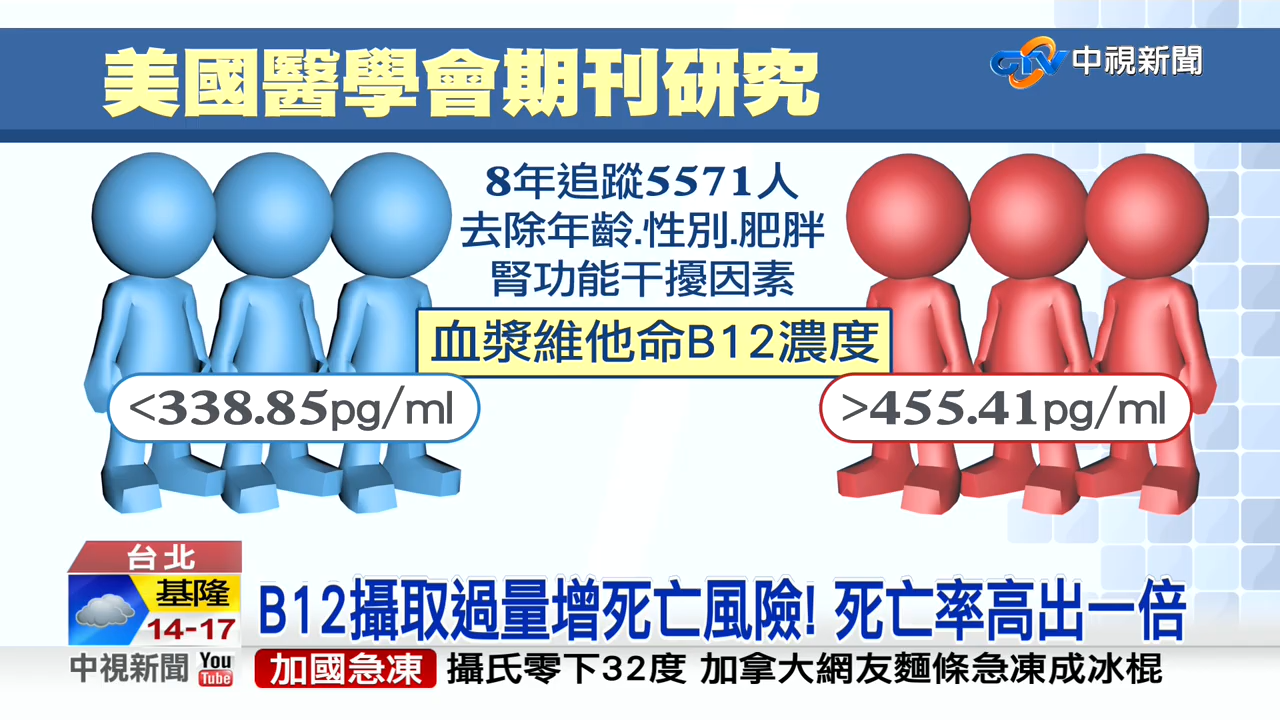 美國醫學會期刊研究
CTV 中視新聞
8年追蹤5571人
去除年齡.性別.肥胖
腎功能干擾因素
血漿維他命B12濃度
<338.85pg/ml
>455.41pg/ml
台北
基隆
14-17
B12攝取過量增死亡風險! 死亡率高出一倍
中視新聞 YouTube
加國急凍 攝氏零下32度 加拿大網友麵條急凍成冰棍